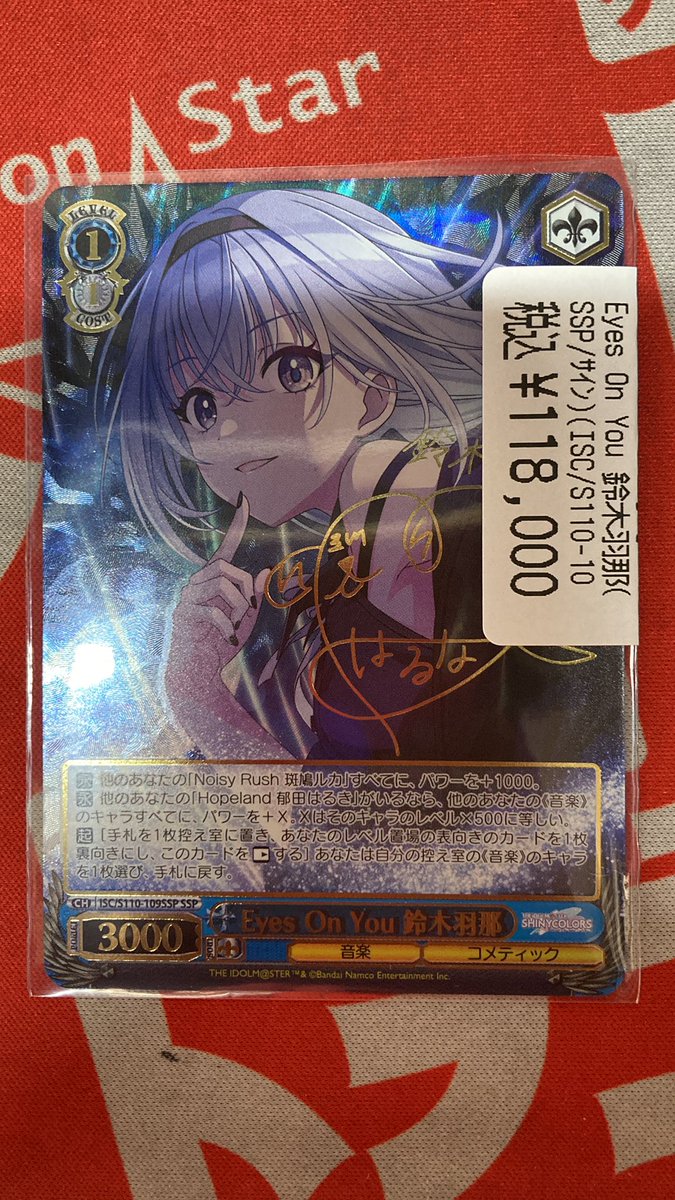 on Star
LEVEL
1
1
COST
Eyes On You 鈴木羽那(
SSP/サイン)(ISC/S110-10
税込 ¥118,000
鈴木
はるな
永 他のあなたの「Noisy Rush 斑鳩ルカ」すべてに、パワーを+1000。
永 他のあなたの「Hopeland 郁田はるき」がいるなら、他のあなたの《音楽》
のキャラすべてに、パワーを+X。Xはそのキャラのレベル×500に等しい。
起 [手札を1枚控え室に置き、あなたのレベル置場の表向きのカードを1枚
裏向きにし、このカードを する] あなたは自分の控え室の《音楽》のキャラ
を1枚選び、手札に戻す。
CH ISC/S110-109SSP SSP
Eyes On You 鈴木羽那
SHINYCOLORS
POWER
3000
SOUL
音楽
コメティック
THE IDOLM@STER™& ©Bandai Namco Entertainment Inc.